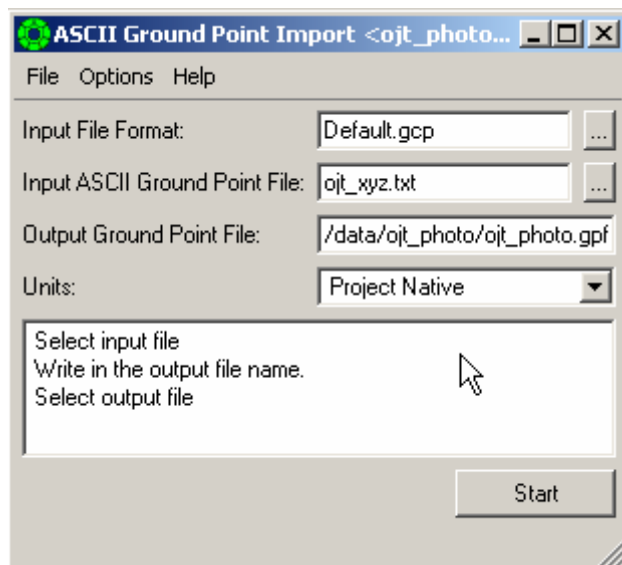 ASCII Ground Point Import <ojt_photo...
File Options Help
Input File Format: Default.gcp ...
Input ASCII Ground Point File: ojt_xyz.txt ...
Output Ground Point File: /data/ojt_photo/ojt_photo.gpf
Units: Project Native
Select input file
Write in the output file name.
Select output file
Start